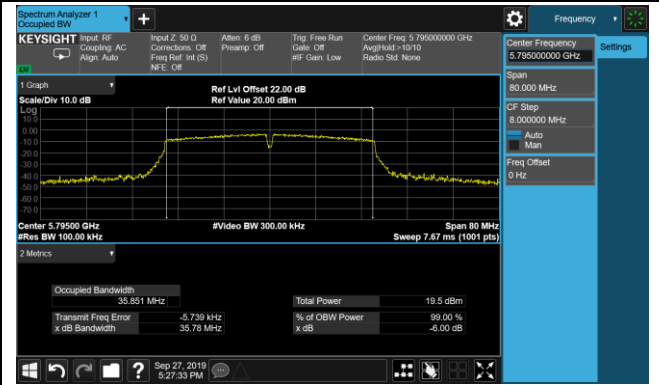 Spectrum Analyzer 1
Occupied BW
Frequency
KEYSIGHT
Input: RF
Coupling: AC
Align: Auto
Input Z: 50 Ω
Corrections: Off
Freq Ref: Int (S)
NFE: Off
Atten: 6 dB
Preamp: Off
Trig: Free Run
Gate: Off
#IF Gain: Low
Center Freq: 5.795000000 GHz
Avg|Hold:>10/10
Radio Std: None
1 Graph
Scale/Div 10.0 dB
Ref Lvl Offset 22.00 dB
Ref Value 20.00 dBm
Log
10.0
0.00
-10.0
-20.0
-30.0
-40.0
-50.0
-60.0
-70.0
Center 5.79500 GHz
#Res BW 100.00 kHz
#Video BW 300.00 kHz
Span 80 MHz
Sweep 7.67 ms (1001 pts)
2 Metrics
Occupied Bandwidth
35.851 MHz
Total Power 19.5 dBm
Transmit Freq Error -5.739 kHz
% of OBW Power 99.00 %
x dB Bandwidth 35.78 MHz
x dB -6.00 dB
Sep 27, 2019
5:27:33 PM
Center Frequency
5.795000000 GHz
Settings
Span
80.000 MHz
CF Step
8.000000 MHz
Auto
Man
Freq Offset
0 Hz